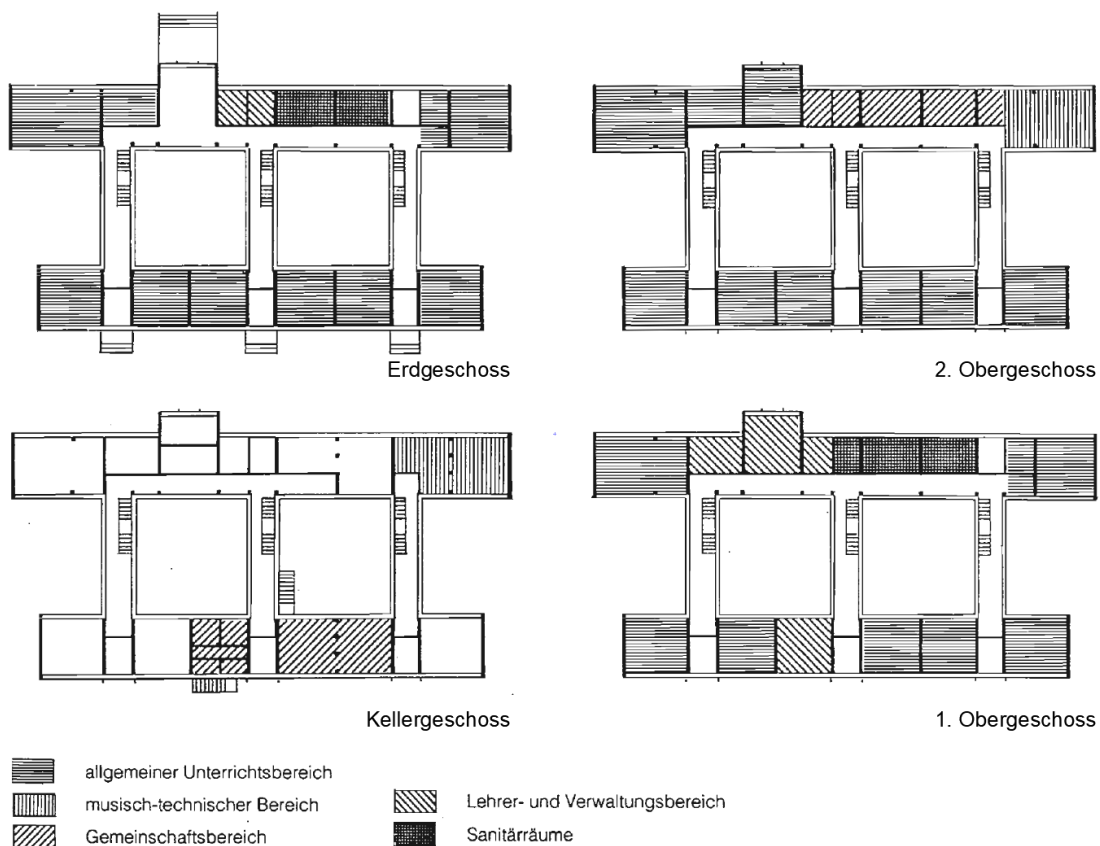 Erdgeschoss
2. Obergeschoss
Kellergeschoss
1. Obergeschoss
allgemeiner Unterrichtsbereich
musisch-technischer Bereich
Gemeinschaftsbereich
Lehrer- und Verwaltungsbereich
Sanitärräume